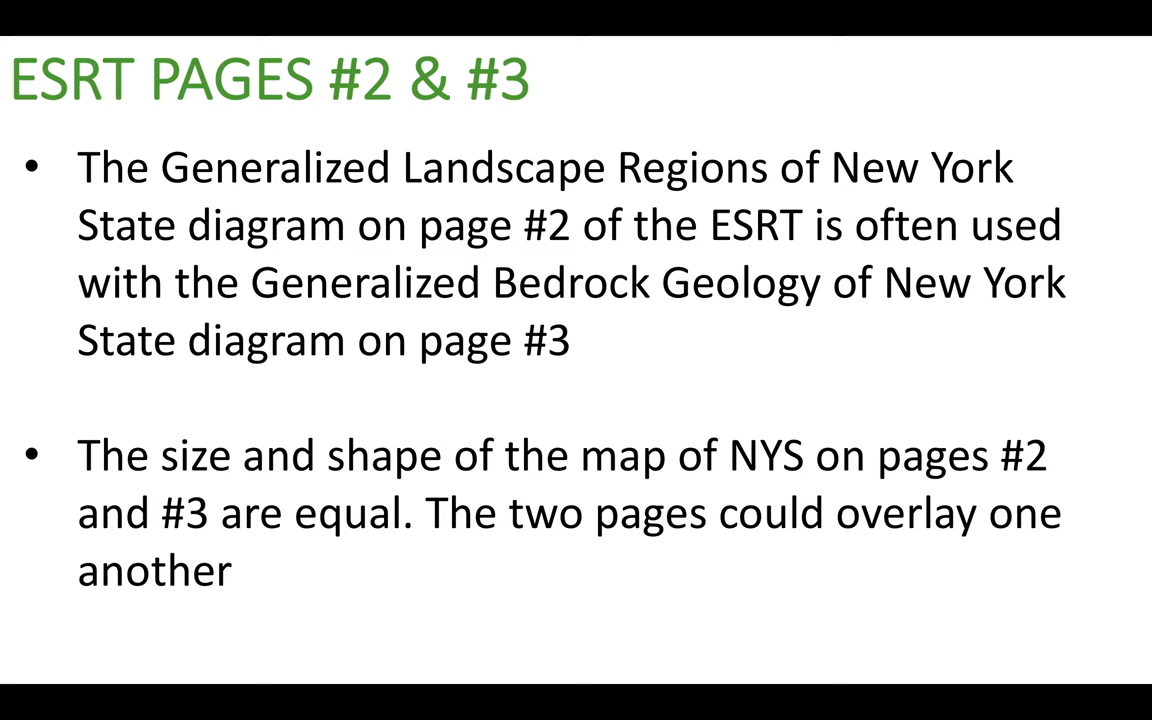 ESRT PAGES #2 & #3
• The Generalized Landscape Regions of New York
State diagram on page #2 of the ESRT is often used
with the Generalized Bedrock Geology of New York
State diagram on page #3
• The size and shape of the map of NYS on pages #2
and #3 are equal. The two pages could overlay one
another